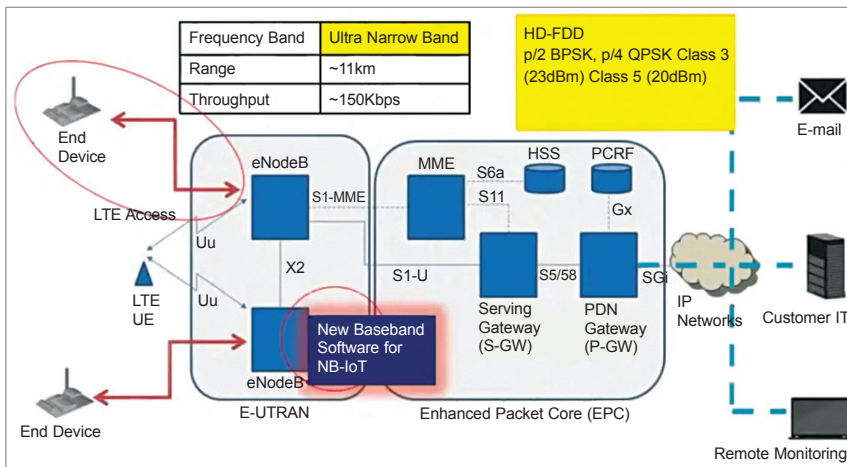 Frequency Band Ultra Narrow Band
Range ~11km
Throughput ~150Kbps
HD-FDD
p/2 BPSK, p/4 QPSK Class 3
(23dBm) Class 5 (20dBm)
End
Device
E-mail
eNodeB
MME
HSS
PCRF
S6a
S1-MME
S11
Gx
LTE Access
Uu
X2
S1-U
S5/58
SGi
LTE
UE
Uu
IP
Networks
Customer IT
Serving
Gateway
(S-GW)
PDN
Gateway
(P-GW)
New Baseband
Software for
NB-IoT
eNodeB
E-UTRAN
Enhanced Packet Core (EPC)
End Device
Remote Monitoring